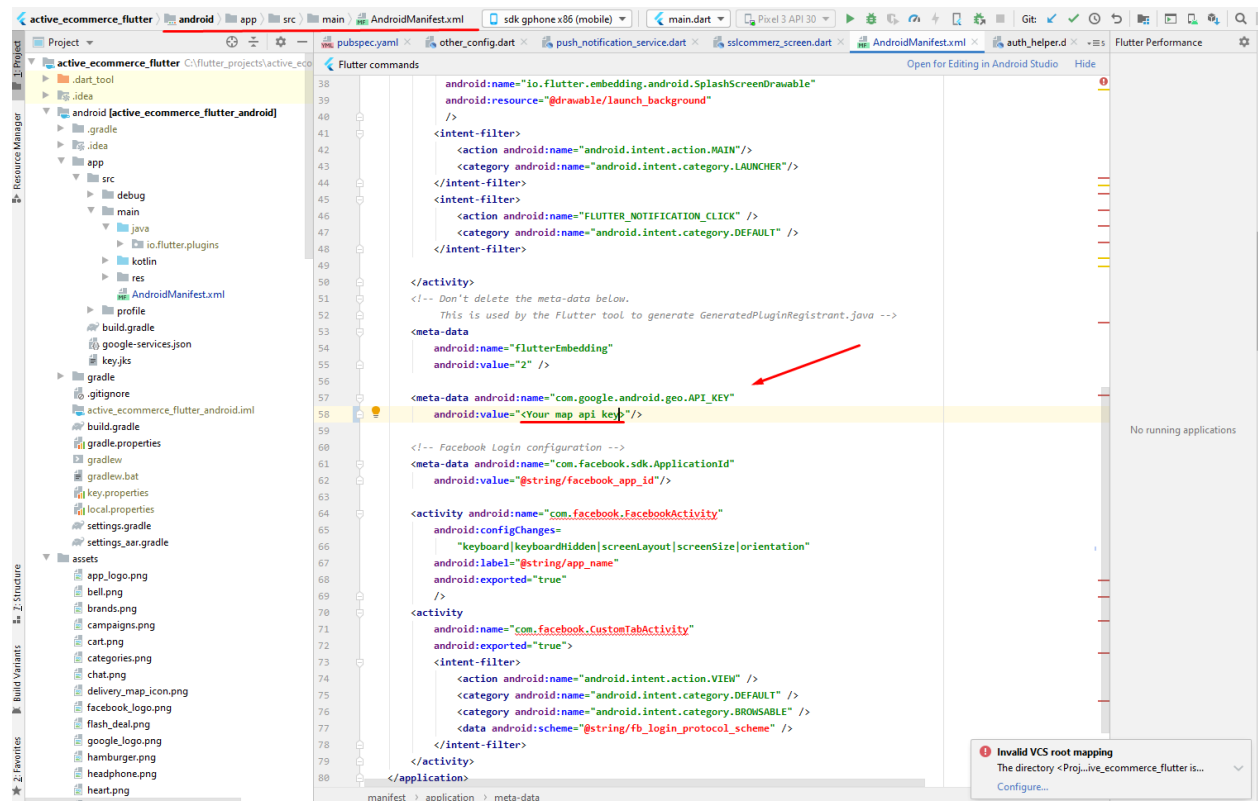 active_ecommerce_flutter android app src main AndroidManifest.xml sdk gphone x86 (mobile) main.dart Pixel 3 API 30 Git:
1: Project
Resource Manager
7: Structure
Build Variants
2: Favorites
Project
active_ecommerce_flutter C:\flutter_projects\active_eco
.dart_tool
.idea
android [active_ecommerce_flutter_android]
.gradle
.idea
app
src
debug
main
java
io.flutter.plugins
kotlin
res
AndroidManifest.xml
profile
build.gradle
google-services.json
key.jks
gradle
.gitignore
active_ecommerce_flutter_android.iml
build.gradle
gradle.properties
gradlew
gradlew.bat
key.properties
local.properties
settings.gradle
settings_aar.gradle
assets
app_logo.png
bell.png
brands.png
campaigns.png
cart.png
categories.png
chat.png
delivery_map_icon.png
facebook_logo.png
flash_deal.png
google_logo.png
hamburger.png
headphone.png
heart.png
pubspec.yaml other_config.dart push_notification_service.dart sslcommerz_screen.dart AndroidManifest.xml auth_helper.d
Flutter commands Open for Editing in Android Studio Hide
38 android:name="io.flutter.embedding.android.SplashScreenDrawable"
39 android:resource="@drawable/launch_background"
40 />
41 <intent-filter>
42 <action android:name="android.intent.action.MAIN"/>
43 <category android:name="android.intent.category.LAUNCHER"/>
44 </intent-filter>
45 <intent-filter>
46 <action android:name="FLUTTER_NOTIFICATION_CLICK" />
47 <category android:name="android.intent.category.DEFAULT" />
48 </intent-filter>
49
50 </activity>
51 <!-- Don't delete the meta-data below.
52 This is used by the Flutter tool to generate GeneratedPluginRegistrant.java -->
53 <meta-data
54 android:name="flutterEmbedding"
55 android:value="2" />
56
57 <meta-data android:name="com.google.android.geo.API_KEY"
58 android:value="<Your map api key>"/>
59
60 <!-- Facebook Login configuration -->
61 <meta-data android:name="com.facebook.sdk.ApplicationId"
62 android:value="@string/facebook_app_id"/>
63
64 <activity android:name="com.facebook.FacebookActivity"
65 android:configChanges=
66 "keyboard|keyboardHidden|screenLayout|screenSize|orientation"
67 android:label="@string/app_name"
68 android:exported="true"
69 />
70 <activity
71 android:name="com.facebook.CustomTabActivity"
72 android:exported="true">
73 <intent-filter>
74 <action android:name="android.intent.action.VIEW" />
75 <category android:name="android.intent.category.DEFAULT" />
76 <category android:name="android.intent.category.BROWSABLE" />
77 <data android:scheme="@string/fb_login_protocol_scheme" />
78 </intent-filter>
79 </activity>
80 </application>
manifest › application › meta-data
Flutter Performance
No running applications
Invalid VCS root mapping
The directory <Proj...ive_ecommerce_flutter is...
Configure...